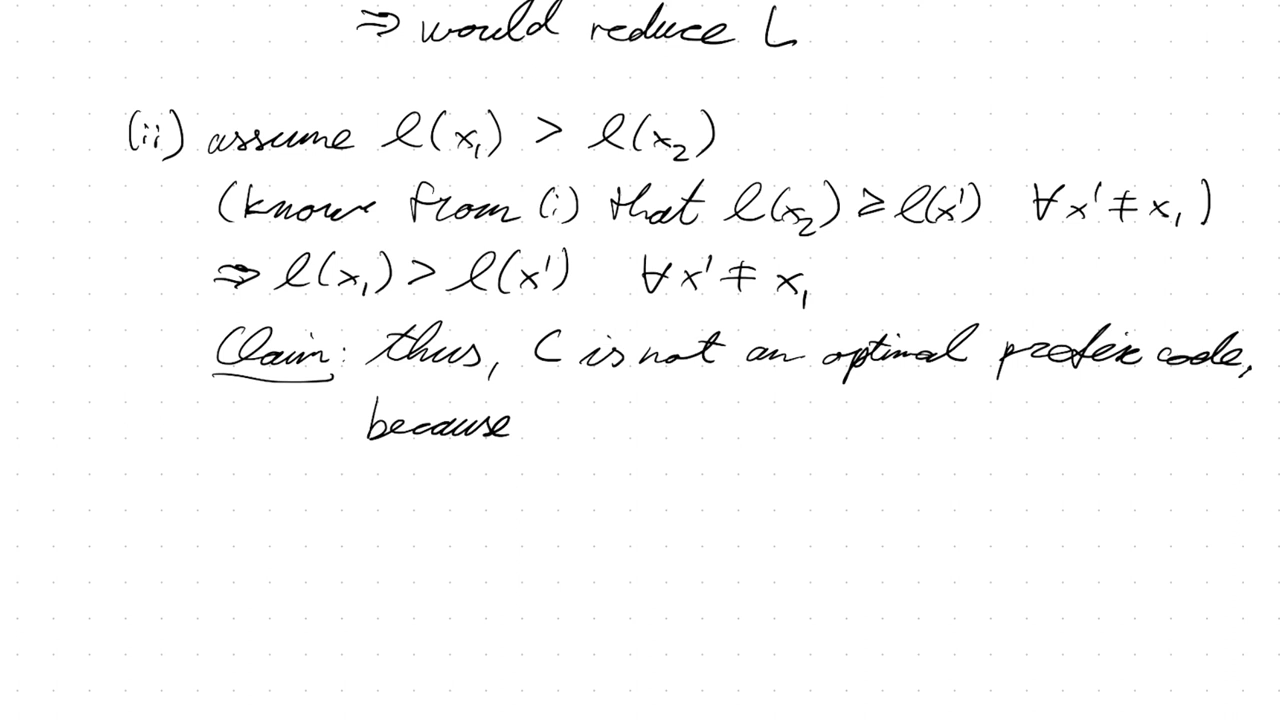 ⇒ would reduce L
(ii) assume ℓ(x₁) > ℓ(x₂)
(know from (i) that ℓ(x₂) ≥ ℓ(x') ∀ x' ≠ x₁)
⇒ ℓ(x₁) > ℓ(x') ∀ x' ≠ x₁
Claim: thus, C is not an optimal prefix code,
because